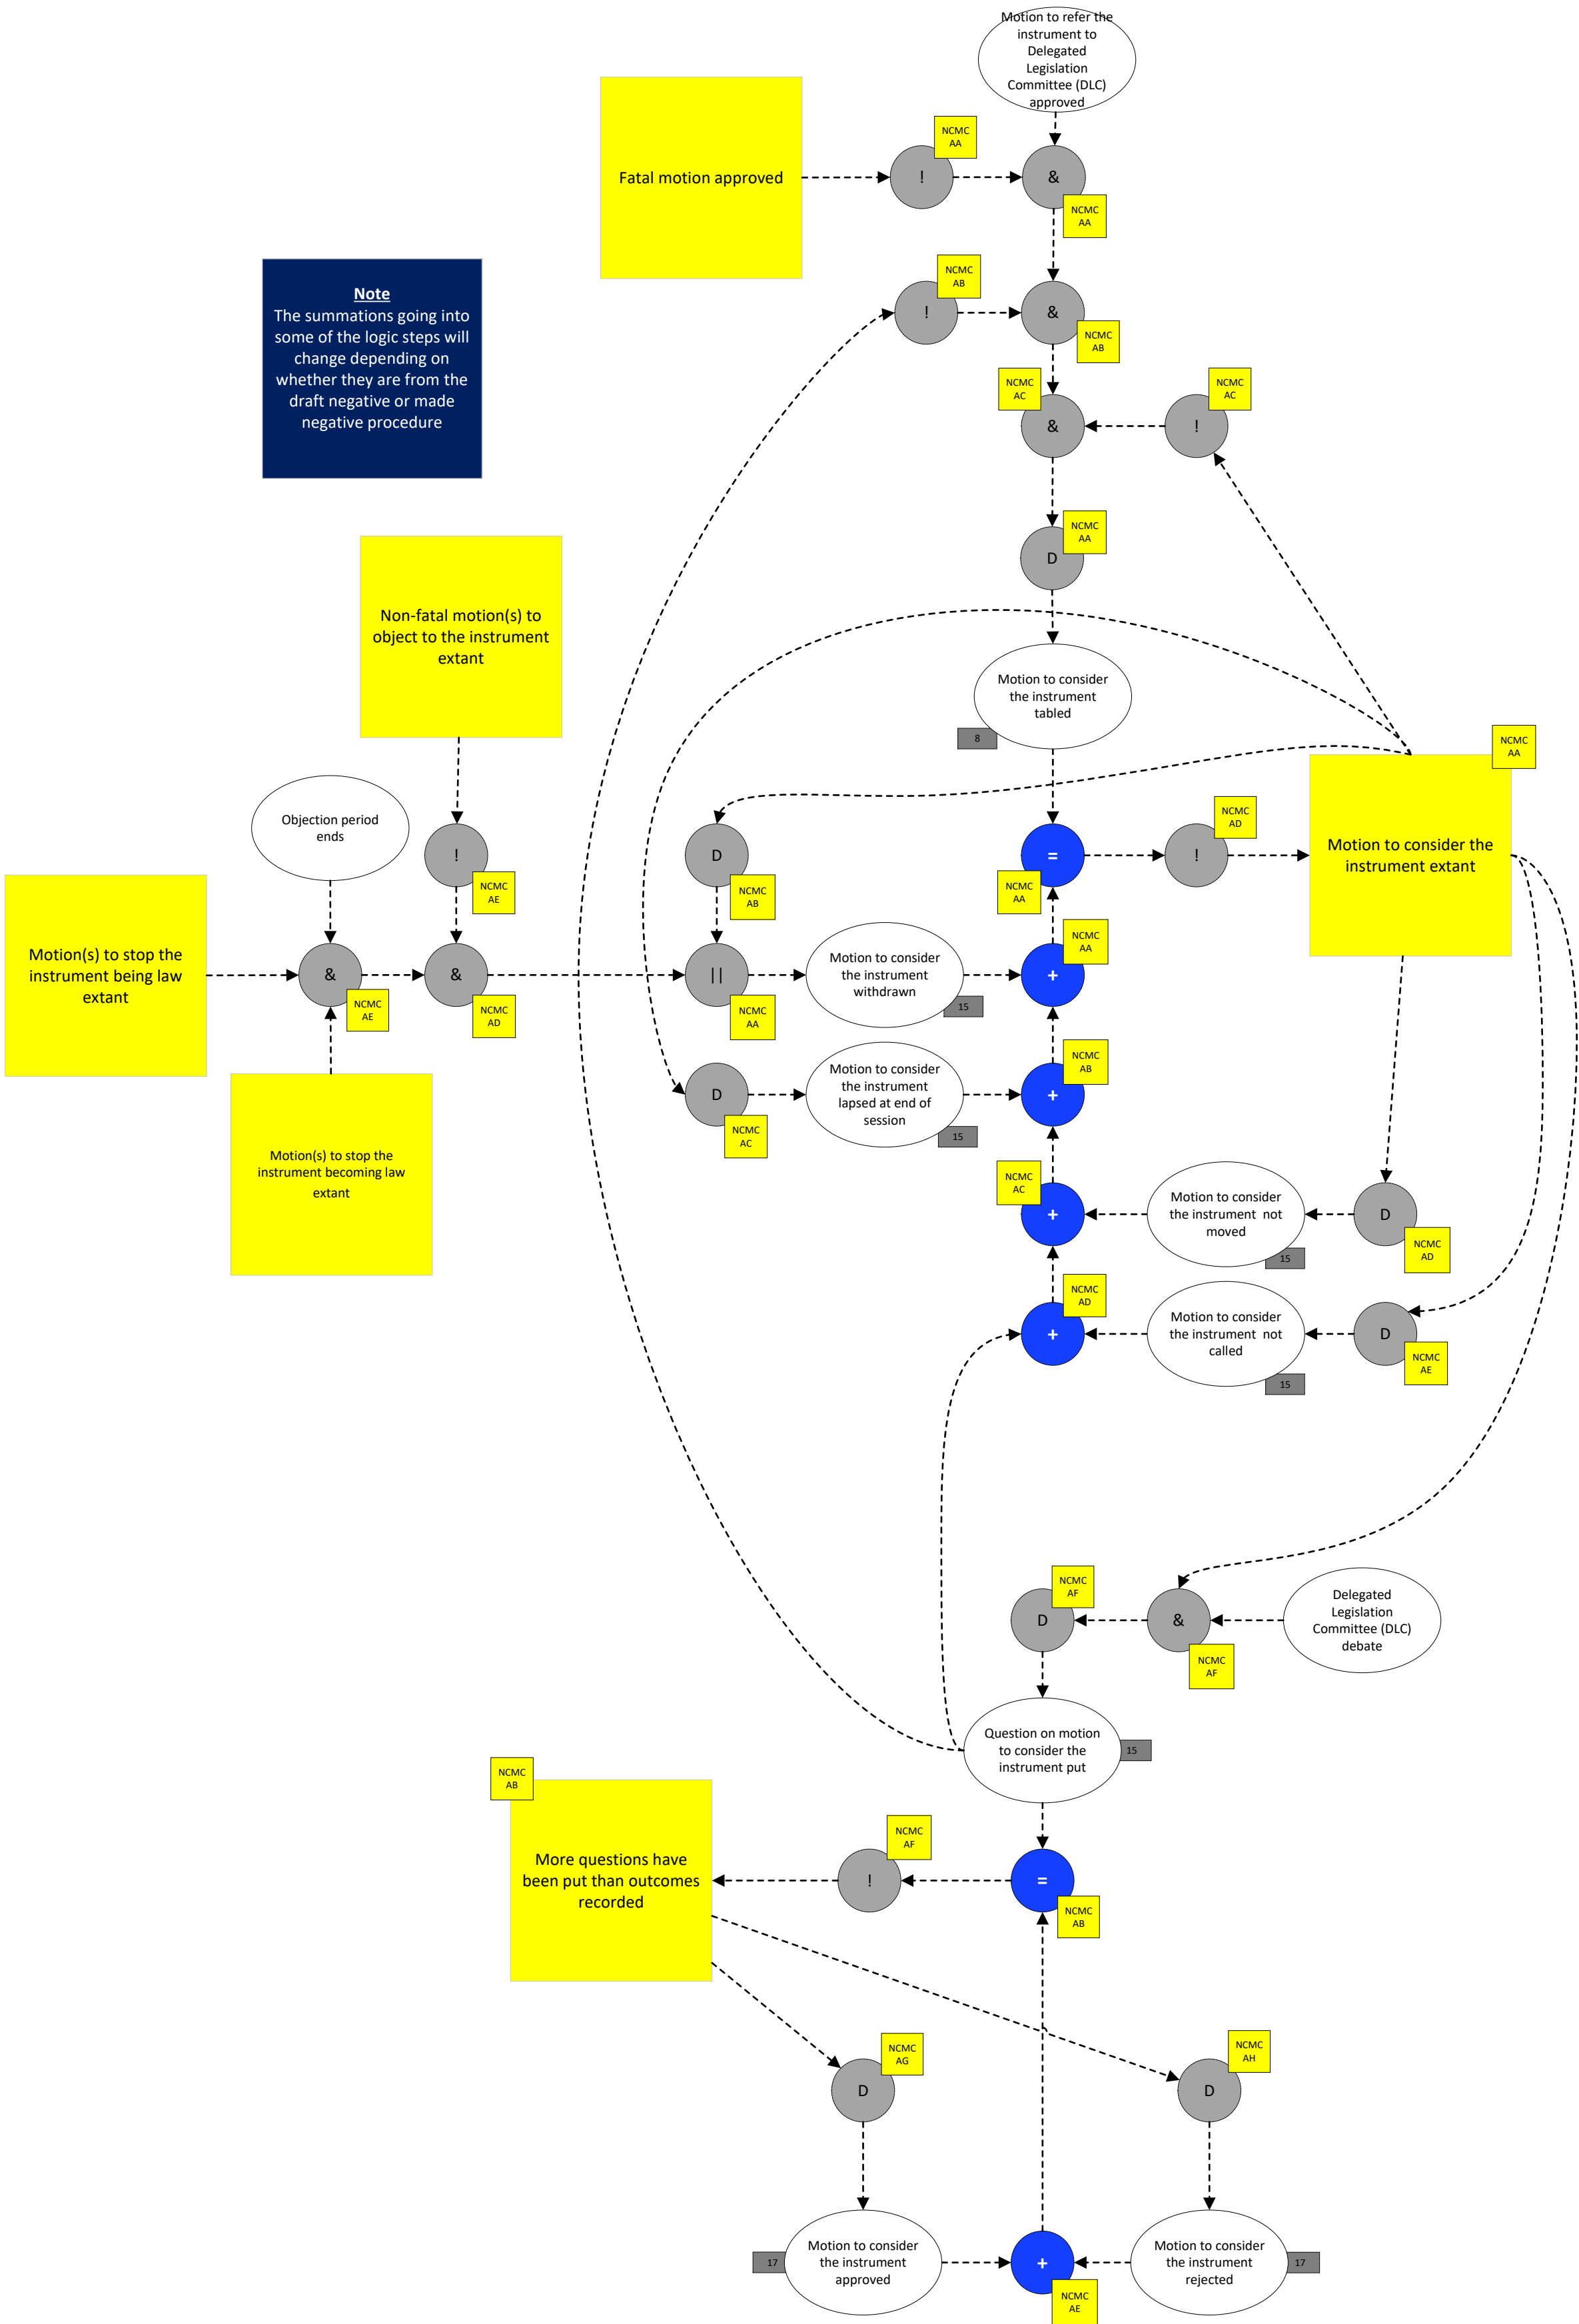 Motion to refer the
instrument to
Delegated
Legislation
Committee (DLC)
approved
NCMC
AA
Fatal motion approved
!
&
NCMC
AA
NCMC
AB
Note
The summations going into
some of the logic steps will
change depending on
whether they are from the
draft negative or made
negative procedure
!
&
NCMC
AB
NCMC
AC
NCMC
AC
&
!
NCMC
AA
D
Non-fatal motion(s) to
object to the instrument
extant
Motion to consider
the instrument
tabled
8
NCMC
AA
Objection period
ends
!
NCMC
AE
D
NCMC
AB
=
NCMC
AA
NCMC
AD
!
Motion to consider the
instrument extant
Motion(s) to stop the
instrument being law
extant
&
NCMC
AE
&
NCMC
AD
||
NCMC
AA
Motion to consider
the instrument
withdrawn
15
NCMC
AA
+
Motion(s) to stop the
instrument becoming law
extant
D
NCMC
AC
Motion to consider
the instrument
lapsed at end of
session
15
NCMC
AB
+
NCMC
AC
+
Motion to consider
the instrument  not
moved
15
D
NCMC
AD
NCMC
AD
+
Motion to consider
the instrument  not
called
15
D
NCMC
AE
NCMC
AF
D
&
NCMC
AF
Delegated
Legislation
Committee (DLC)
debate
Question on motion
to consider the
instrument put
15
NCMC
AB
More questions have
been put than outcomes
recorded
NCMC
AF
!
=
NCMC
AB
NCMC
AG
D
NCMC
AH
D
17
Motion to consider
the instrument
approved
+
NCMC
AE
Motion to consider
the instrument
rejected
17